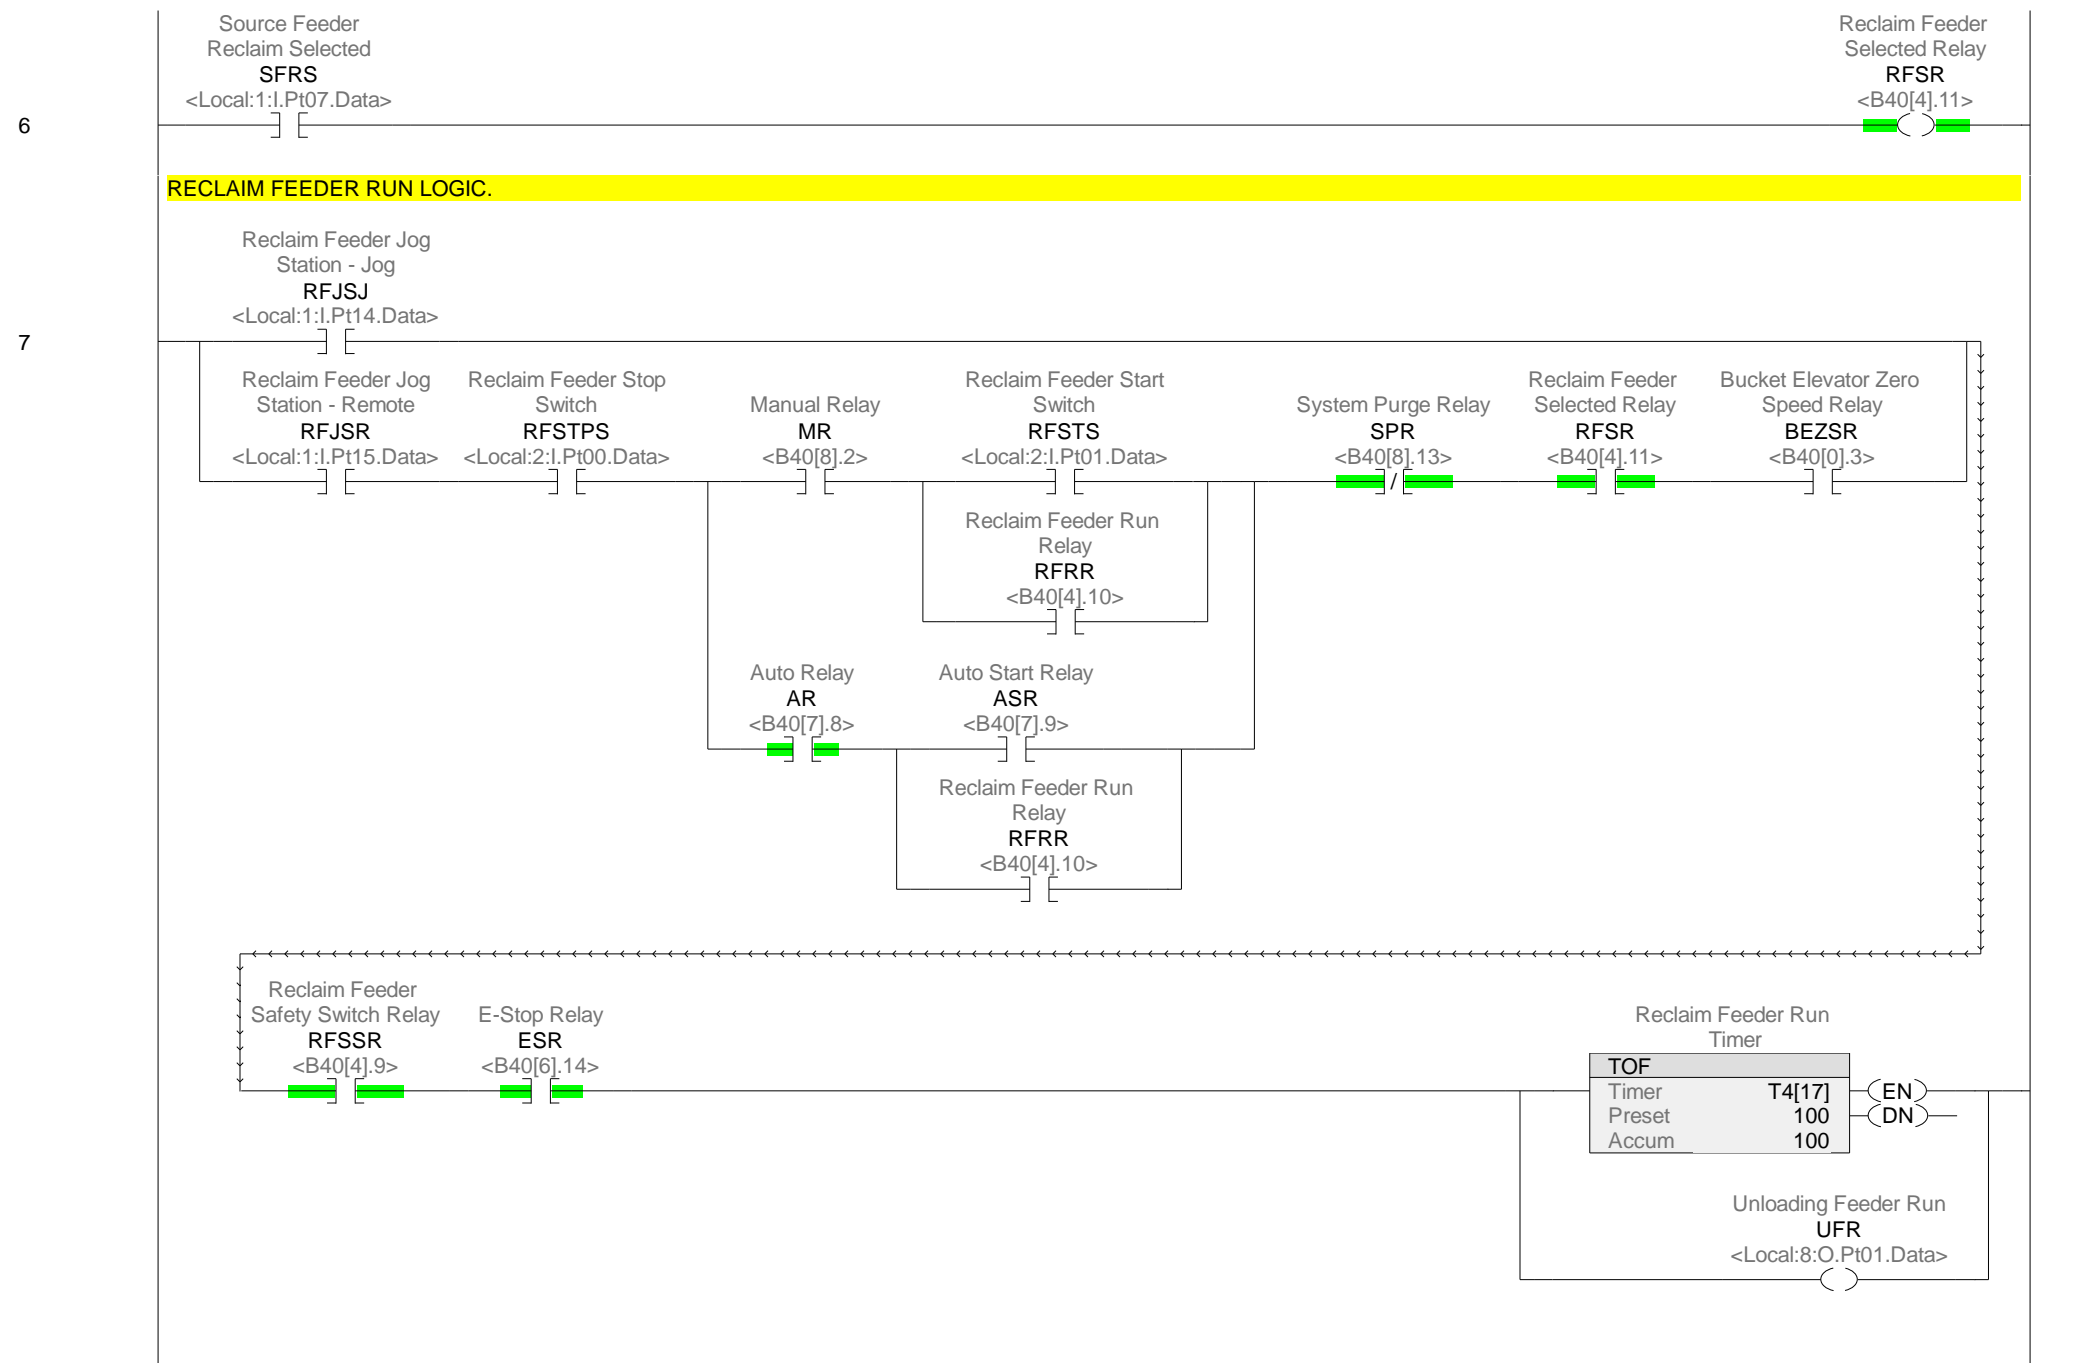 Source Feeder
Reclaim Selected
SFRS
<Local:1:I.Pt07.Data>
Reclaim Feeder
Selected Relay
RFSR
<B40[4].11>
6
RECLAIM FEEDER RUN LOGIC.
Reclaim Feeder Jog
Station - Jog
RFJSJ
<Local:1:I.Pt14.Data>
7
Reclaim Feeder Jog
Station - Remote
RFJSR
<Local:1:I.Pt15.Data>
Reclaim Feeder Stop
Switch
RFSTPS
<Local:2:I.Pt00.Data>
Manual Relay
MR
<B40[8].2>
Reclaim Feeder Start
Switch
RFSTS
<Local:2:I.Pt01.Data>
System Purge Relay
SPR
<B40[8].13>
/
Reclaim Feeder
Selected Relay
RFSR
<B40[4].11>
Bucket Elevator Zero
Speed Relay
BEZSR
<B40[0].3>
Reclaim Feeder Run
Relay
RFRR
<B40[4].10>
Auto Relay
AR
<B40[7].8>
Auto Start Relay
ASR
<B40[7].9>
Reclaim Feeder Run
Relay
RFRR
<B40[4].10>
Reclaim Feeder
Safety Switch Relay
RFSSR
<B40[4].9>
E-Stop Relay
ESR
<B40[6].14>
Reclaim Feeder Run
Timer
TOF
Timer T4[17]
Preset 100
Accum 100
EN
DN
Unloading Feeder Run
UFR
<Local:8:O.Pt01.Data>